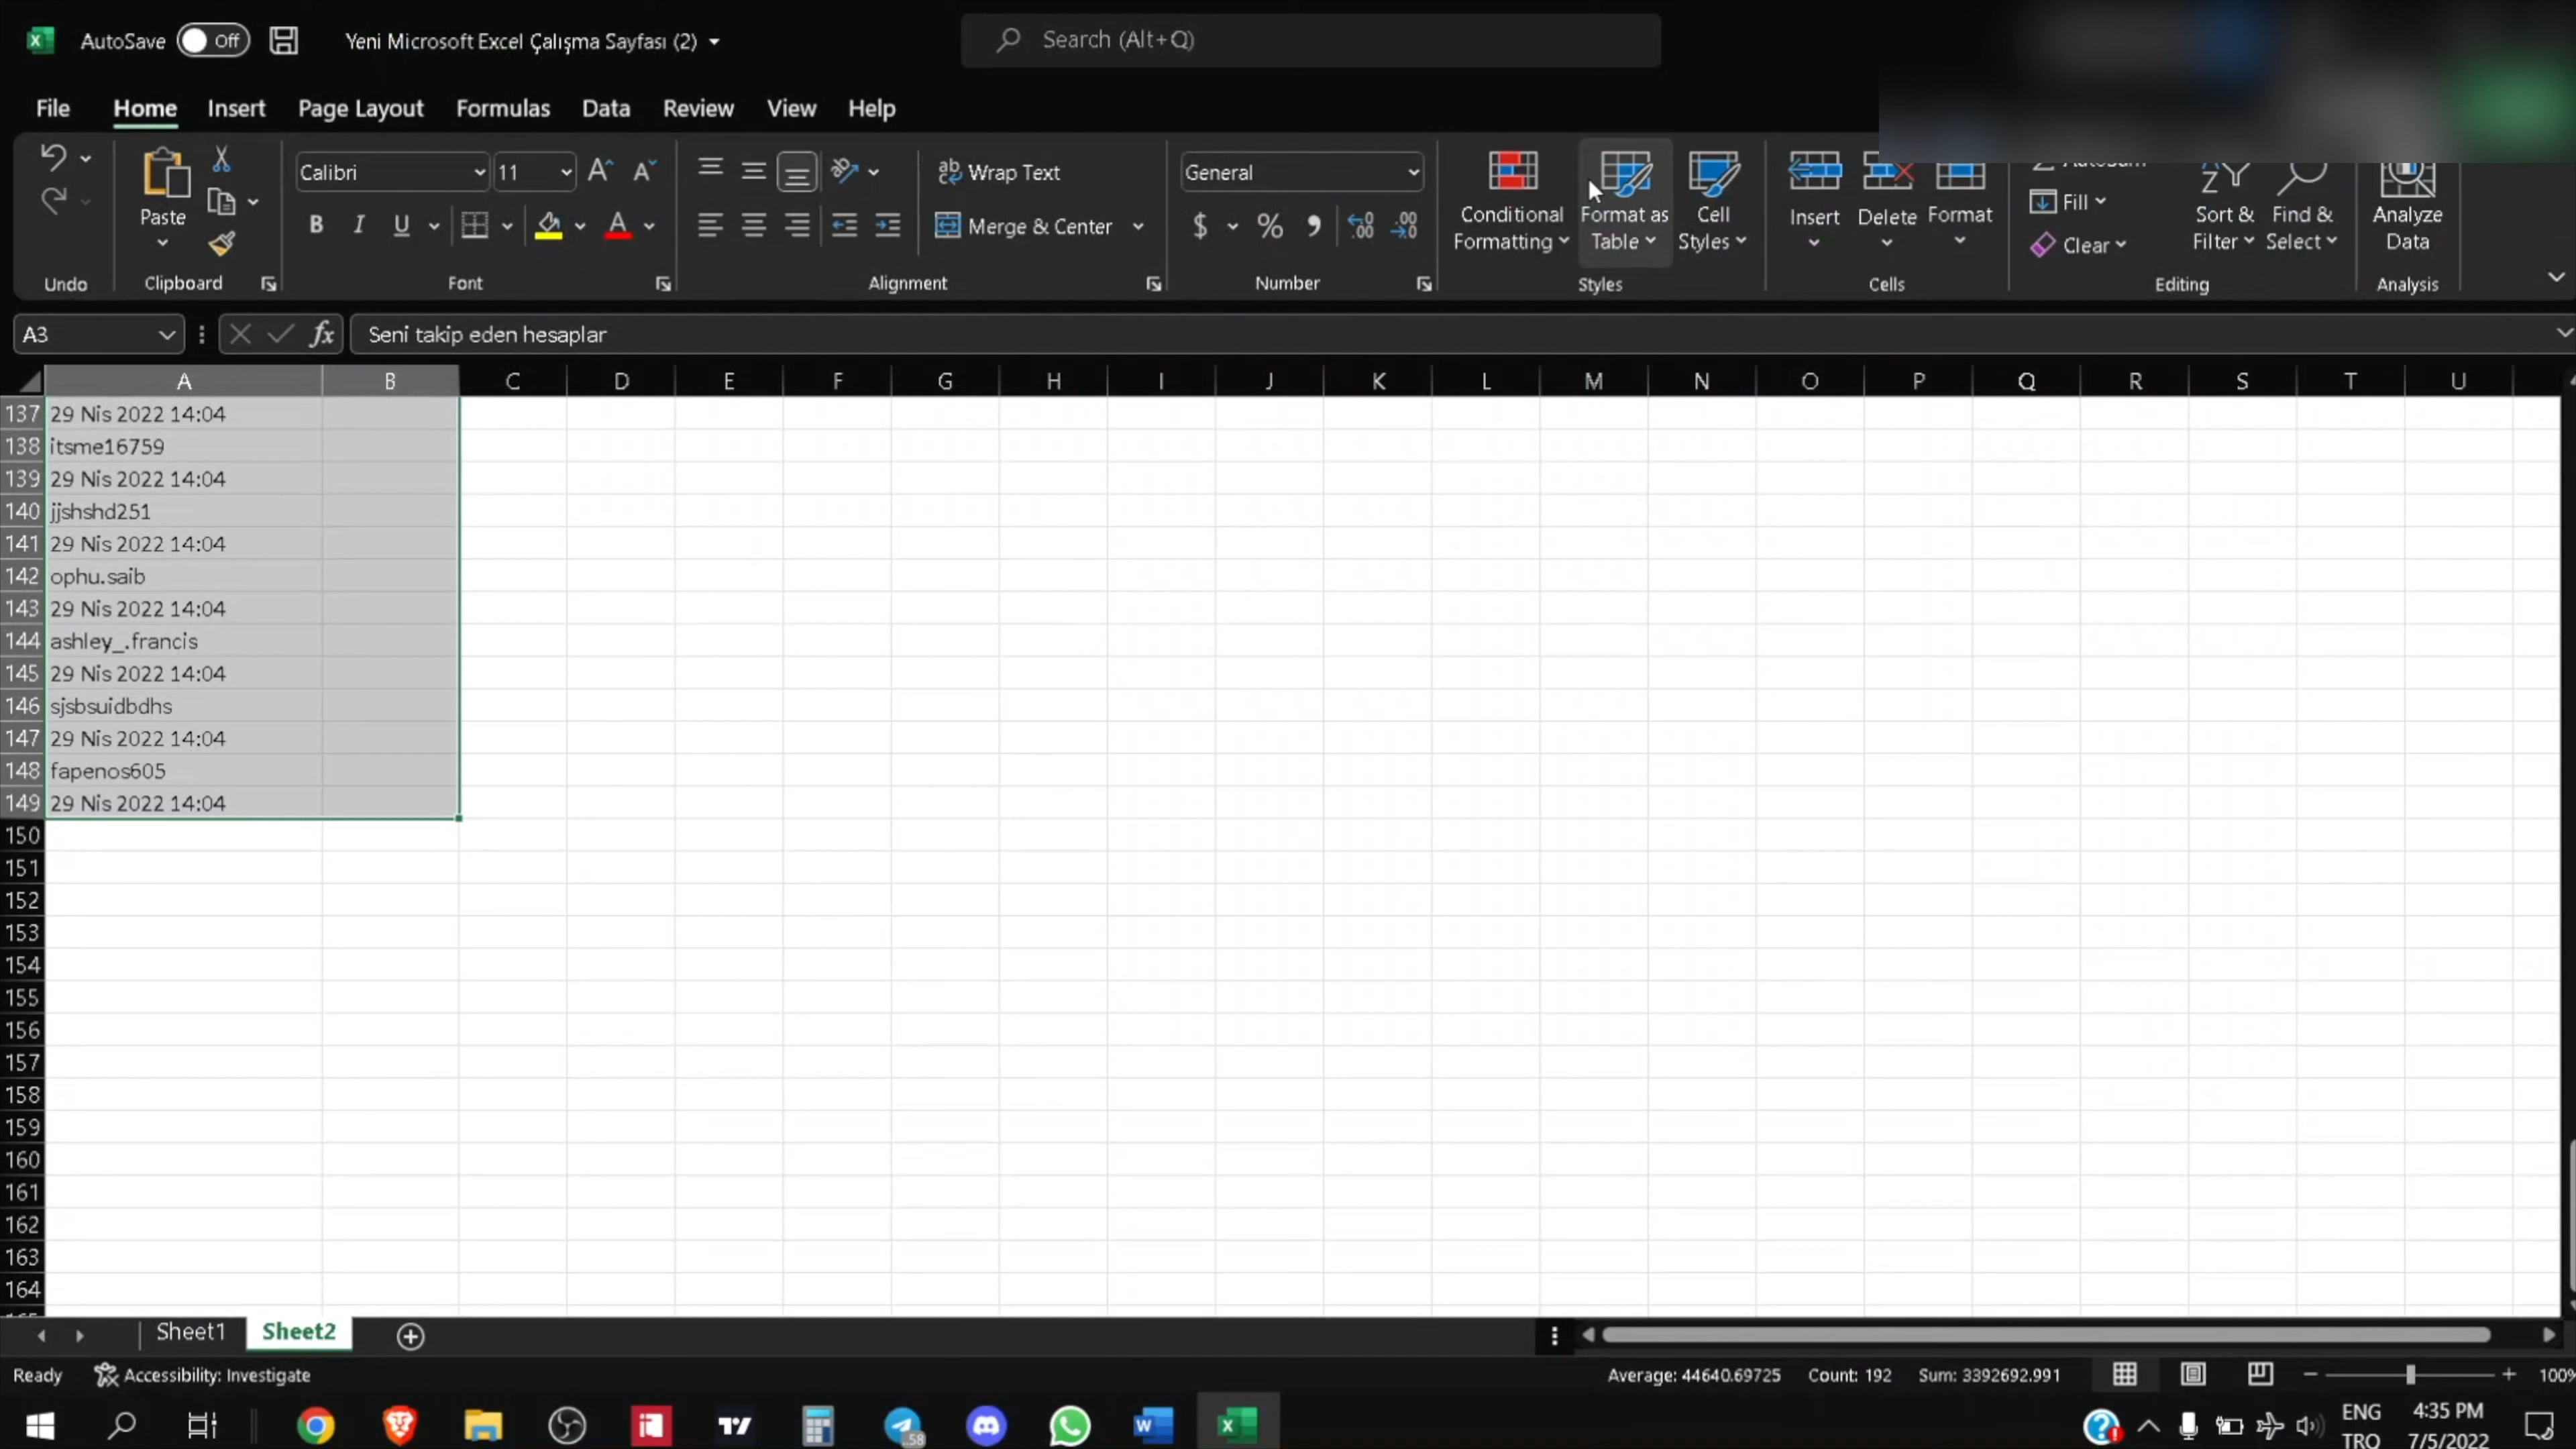 AutoSave Off Yeni Microsoft Excel Çalışma Sayfası (2) Search (Alt+Q)
File Home Insert Page Layout Formulas Data Review View Help
Calibri 11 Wrap Text General
Paste Merge & Center $ % Conditional Formatting Format as Table Cell Styles Insert Delete Format
AutoSum
Fill
Clear
Sort & Filter Find & Select Analyze Data
Undo Clipboard Font Alignment Number Styles Cells Editing Analysis
A3 fx Seni takip eden hesaplar
A B C D E F G H I J K L M N O P Q R S T U
137 29 Nis 2022 14:04
138 itsme16759
139 29 Nis 2022 14:04
140 jjshshd251
141 29 Nis 2022 14:04
142 ophu.saib
143 29 Nis 2022 14:04
144 ashley_.francis
145 29 Nis 2022 14:04
146 sjsbsuidbdhs
147 29 Nis 2022 14:04
148 fapenos605
149 29 Nis 2022 14:04
150
151
152
153
154
155
156
157
158
159
160
161
162
163
164
Sheet1 Sheet2
Ready Accessibility: Investigate Average: 44640.69725 Count: 192 Sum: 3392692.991 100%
58
ENG 4:35 PM
TRO 7/5/2022